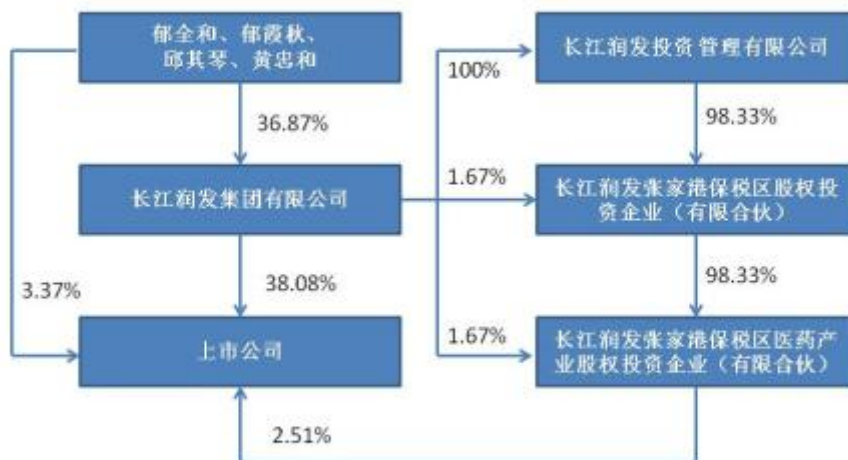 郁全和、郁霞秋、
邱其琴、黄忠和
长江润发投资管理有限公司
100%
36.87%
98.33%
长江润发集团有限公司
1.67%
长江润发张家港保税区股权投
资企业（有限合伙）
3.37%
38.08%
98.33%
上市公司
1.67%
长江润发张家港保税区医药产
业股权投资企业（有限合伙）
2.51%